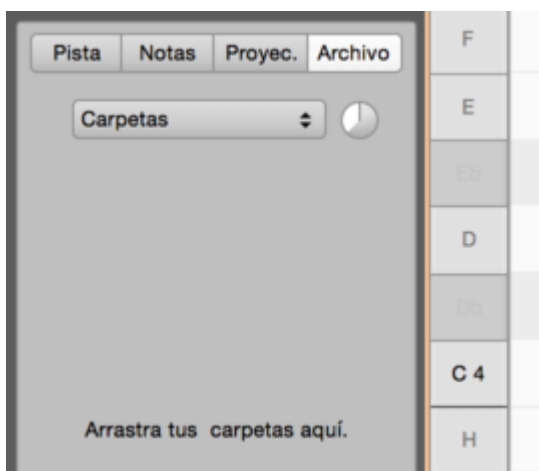 Pista Notas Proyec. Archivo
Carpetas
Arrastra tus  carpetas aquí.
F
E
Eb
D
Db
C 4
H